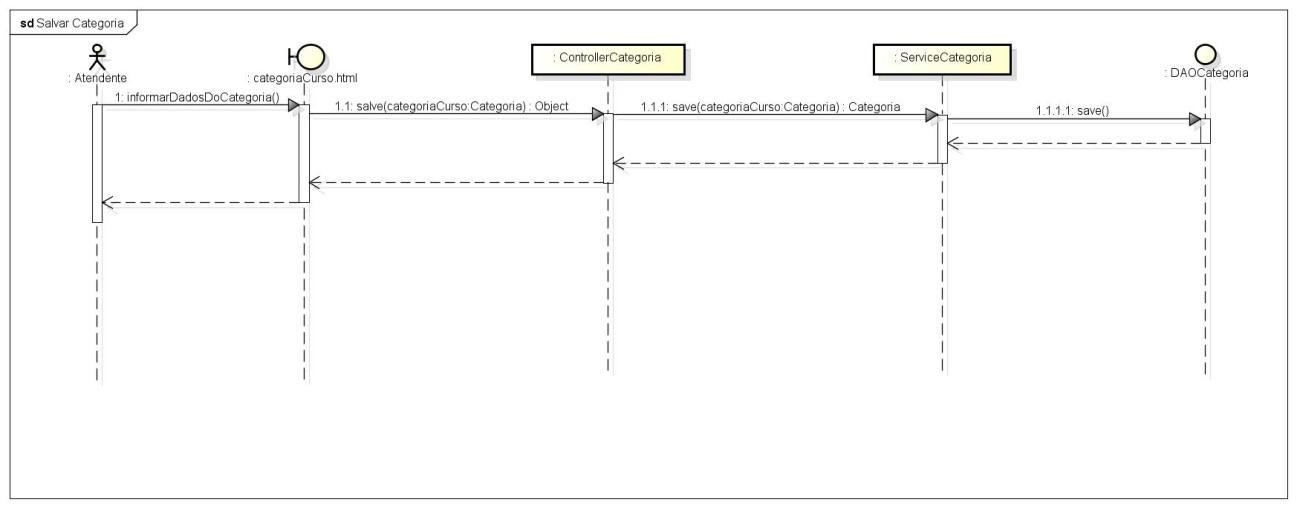 sd Salvar Categoria
: Atendente
: categoriaCurso.html
: ControllerCategoria
: ServiceCategoria
: DAOCategoria
1: informarDadosDoCategoria()
1.1: salve(categoriaCurso:Categoria) : Object
1.1.1: save(categoriaCurso:Categoria) : Categoria
1.1.1.1: save()